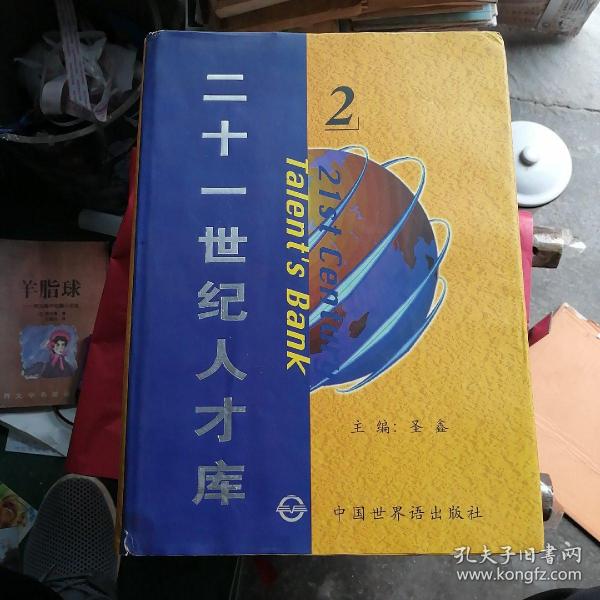 二十一世纪人才库
2
21st Century
Talent's Bank
主编：圣鑫
中国世界语出版社
羊脂球
孔夫子旧书网
www.kongfz.com